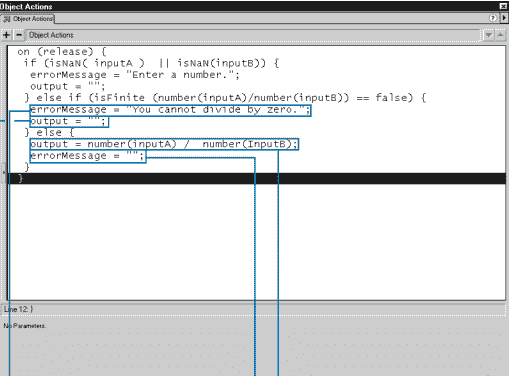 Object Actions
Object Actions
?
+ - Object Actions
on (release) {
if (isNaN( inputA ) || isNaN(inputB)) {
errorMessage = "Enter a number.";
output = "";
} else if (isFinite (number(inputA)/number(inputB)) == false) {
errorMessage = "You cannot divide by zero.";
output = "";
} else {
output = number(inputA) / number(InputB);
errorMessage = "";
}
}
Line 12: }
No Parameters.